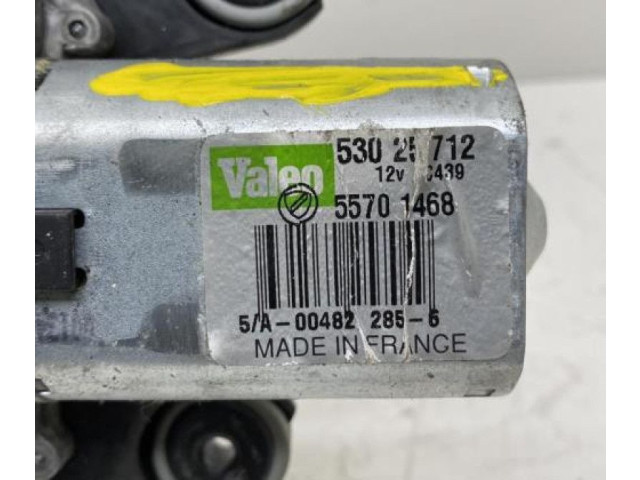 Valeo
530 25 712
12v
5570 1468
5/A-00482 285-6
MADE IN FRANCE